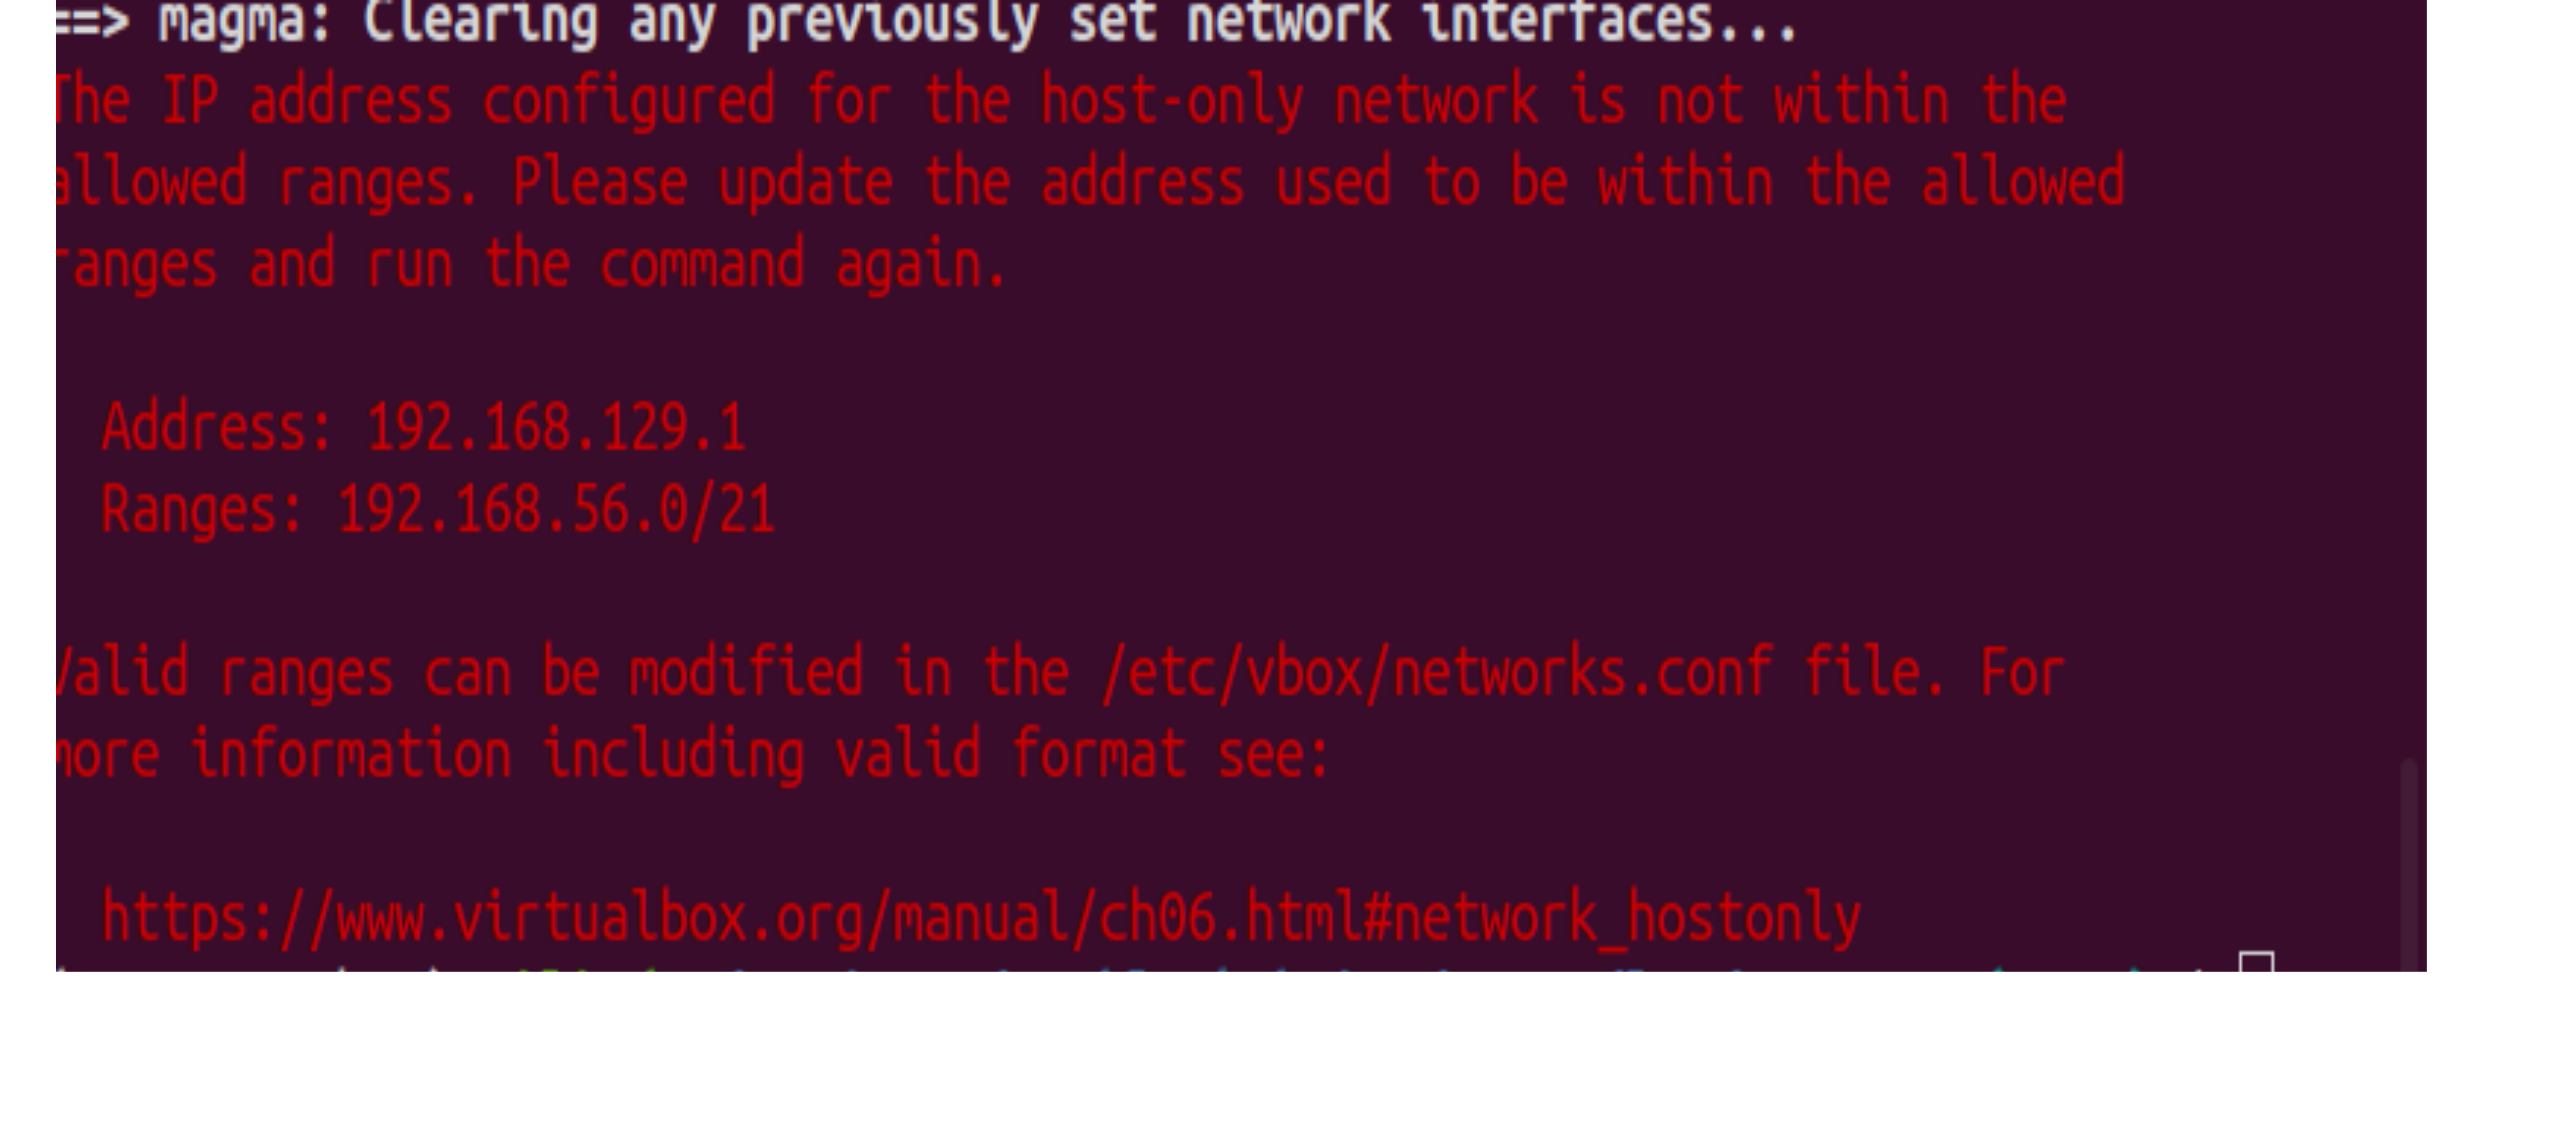 ==> magma: Clearing any previously set network interfaces...
The IP address configured for the host-only network is not within the
allowed ranges. Please update the address used to be within the allowed
ranges and run the command again.
Address: 192.168.129.1
Ranges: 192.168.56.0/21
Valid ranges can be modified in the /etc/vbox/networks.conf file. For
more information including valid format see:
https://www.virtualbox.org/manual/ch06.html#network_hostonly